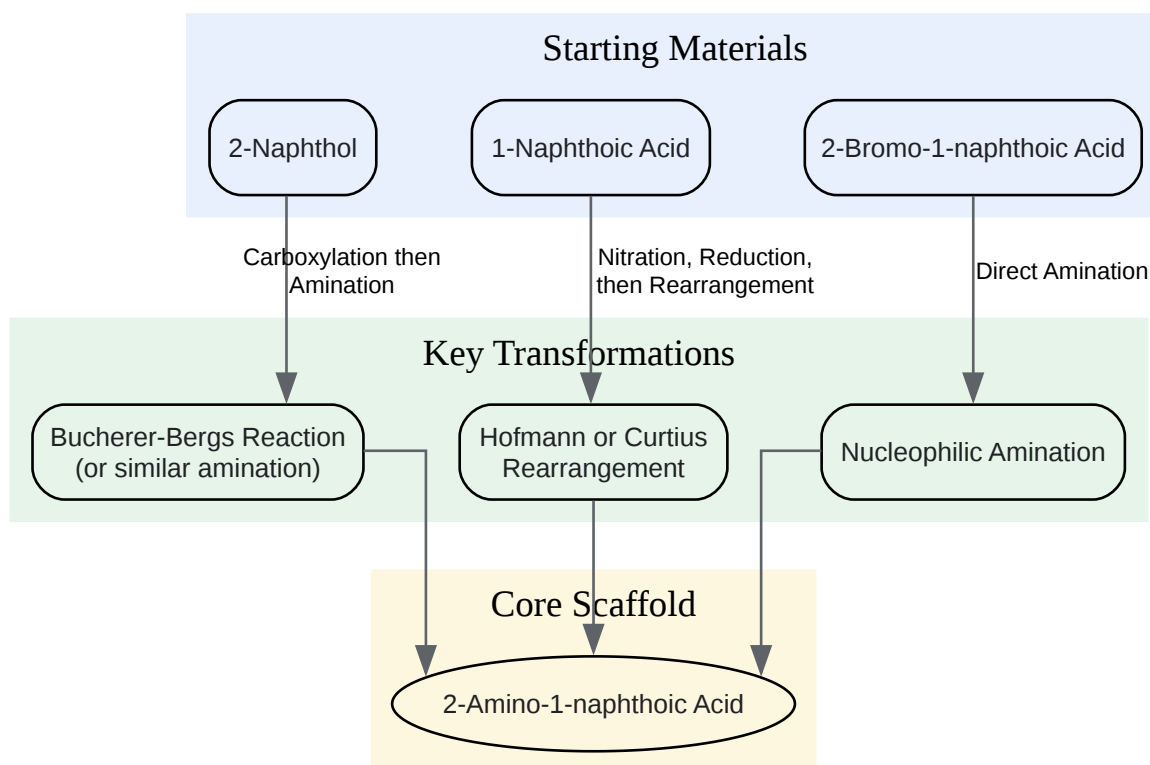 Starting Materials
2-Naphthol
1-Naphthoic Acid
2-Bromo-1-naphthoic Acid
Carboxylation then
Amination
Nitration, Reduction,
then Rearrangement
Direct Amination
Key Transformations
Bucherer-Bergs Reaction
(or similar amination)
Hofmann or Curtius
Rearrangement
Nucleophilic Amination
Core Scaffold
2-Amino-1-naphthoic Acid